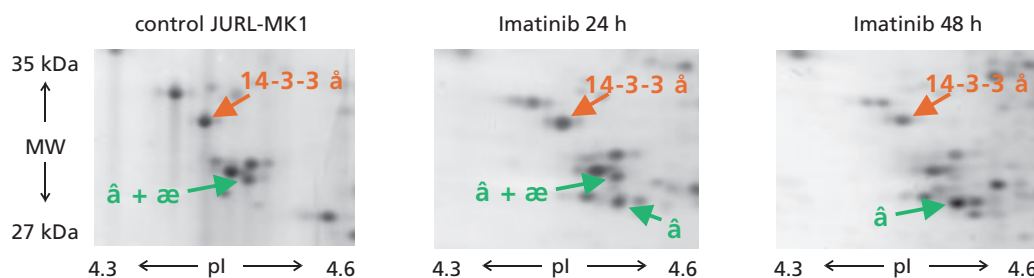 control JURL-MK1
Imatinib 24 h
Imatinib 48 h
35 kDa
MW
27 kDa
14-3-3 å
â + æ
14-3-3 å
â + æ
â
14-3-3 å
â
4.3 pI 4.6
4.3 pI 4.6
4.3 pI 4.6